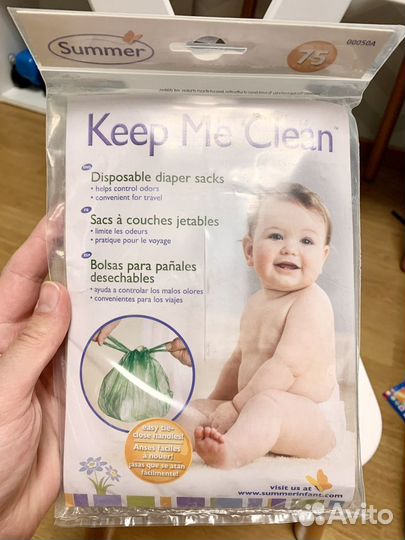 Summer
75
00050A
Keep Me Clean™
Disposable diaper sacks
• helps control odors
• convenient for travel
Sacs à couches jetables
• limite les odeurs
• pratique pour le voyage
Bolsas para pañales
desechables
• ayuda a controlar los malos olores
• convenientes para los viajes
easy tie-
close handles!
Anses faciles
à nouer!
¡asas que se atan
fácilmente!
visit us at
www.summerinfant.com
Avito